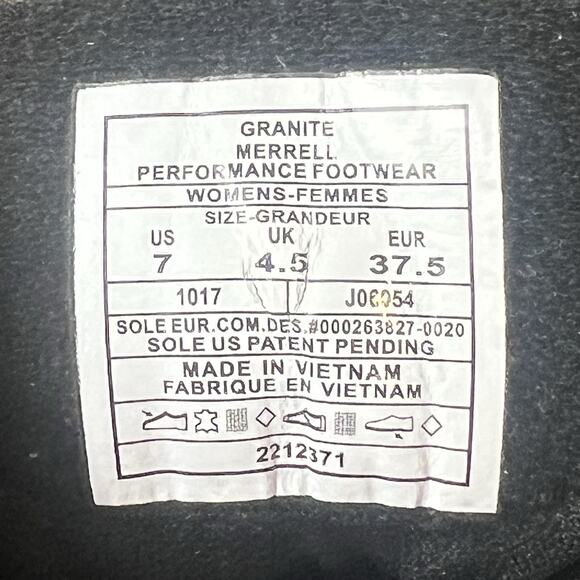 GRANITE
MERRELL
PERFORMANCE FOOTWEAR
WOMENS-FEMMES
SIZE-GRANDEUR
US UK EUR
7 4.5 37.5
1017 J06054
SOLE EUR.COM.DES.#000263827-0020
SOLE US PATENT PENDING
MADE IN VIETNAM
FABRIQUE EN VIETNAM
2212371